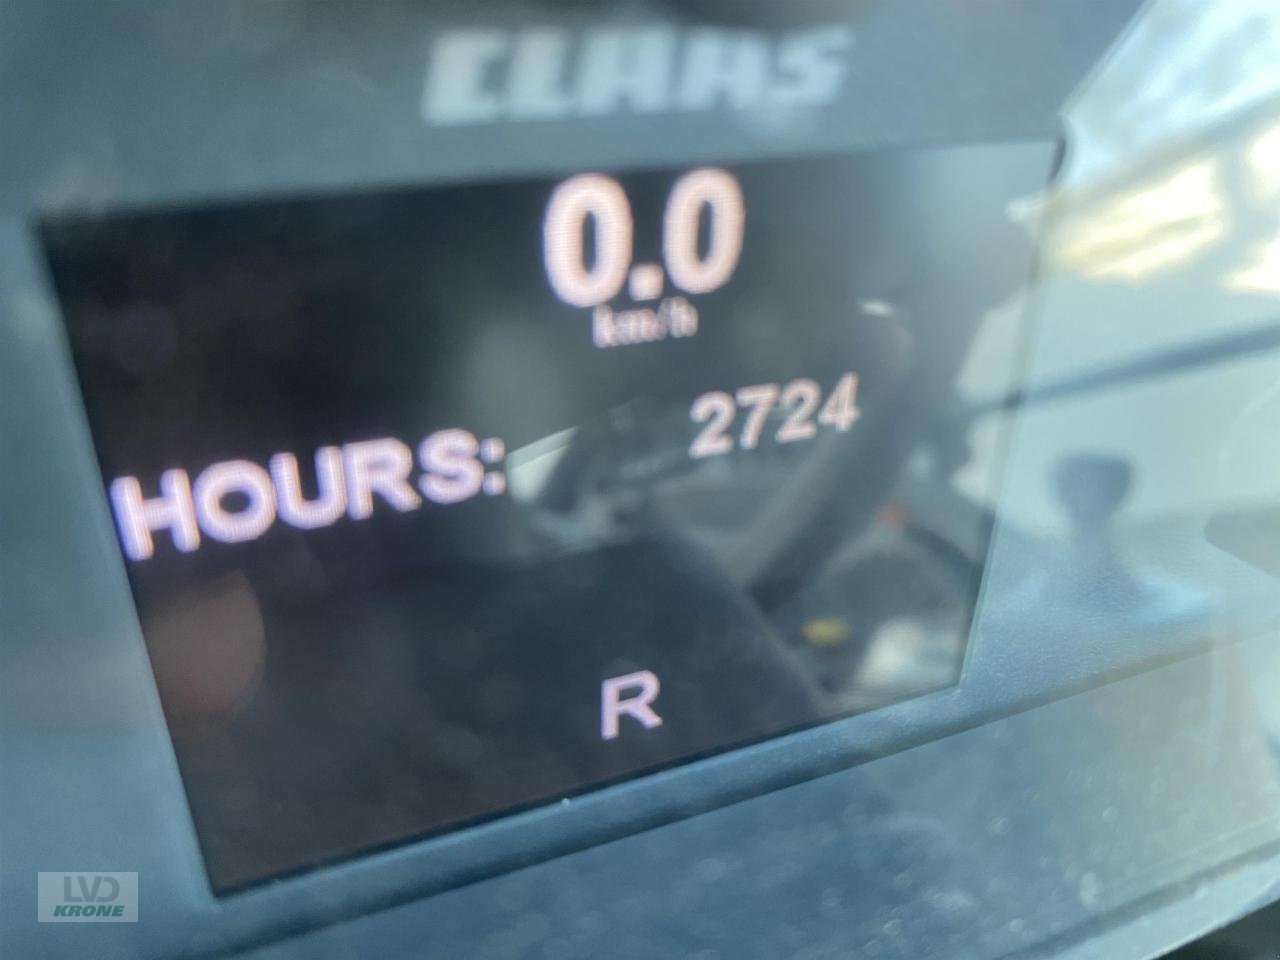 CLAAS
0.0
km/h
HOURS: 2724
R
LVD
KRONE